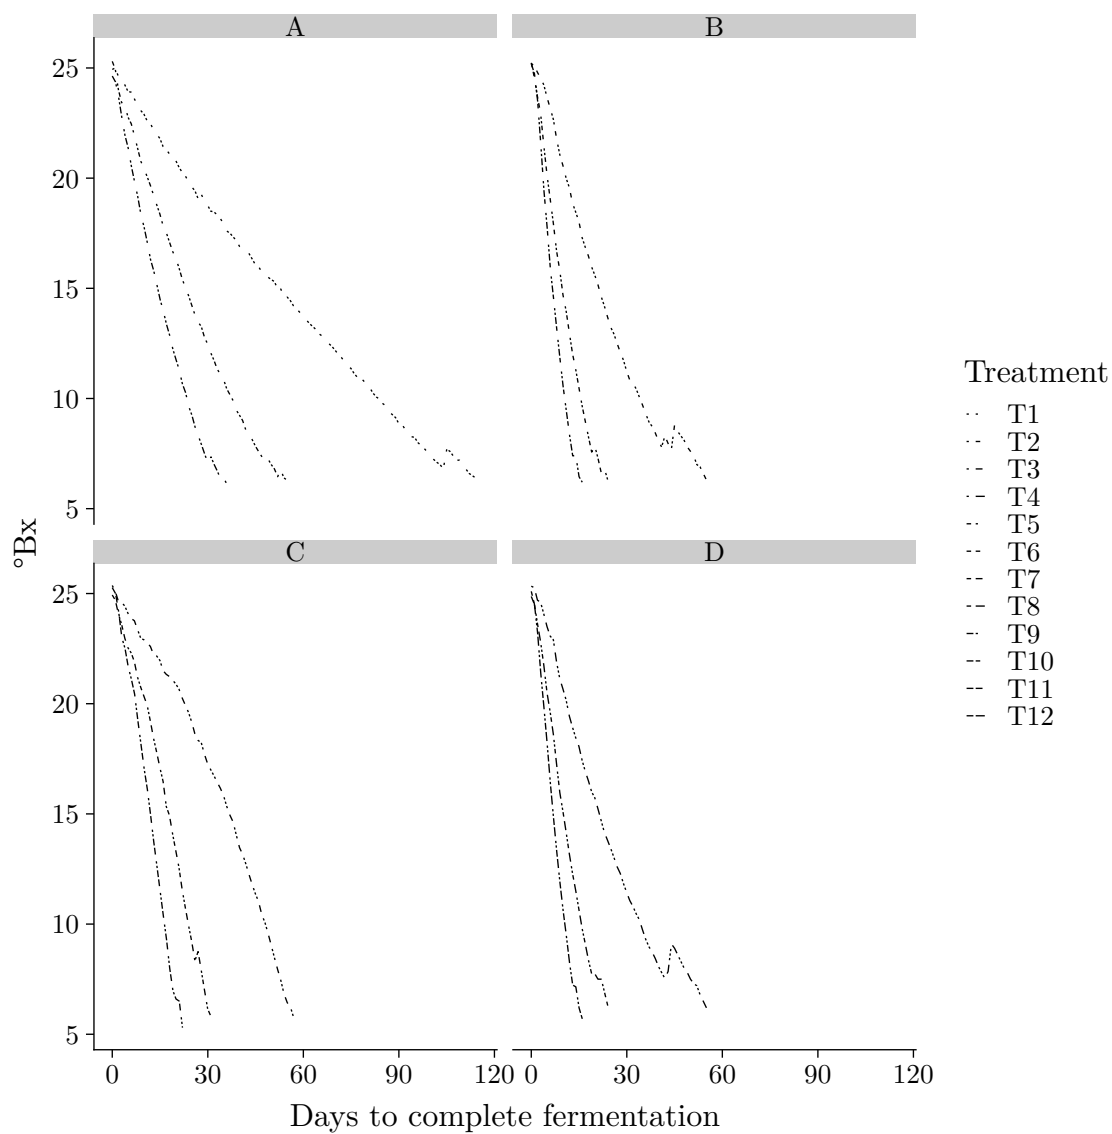 A
B
25
20
15
10
5
°Bx
C
D
25
20
15
10
5
0 30 60 90 120 0 30 60 90 120
Days to complete fermentation
Treatment
T1
T2
T3
T4
T5
T6
T7
T8
T9
T10
T11
T12